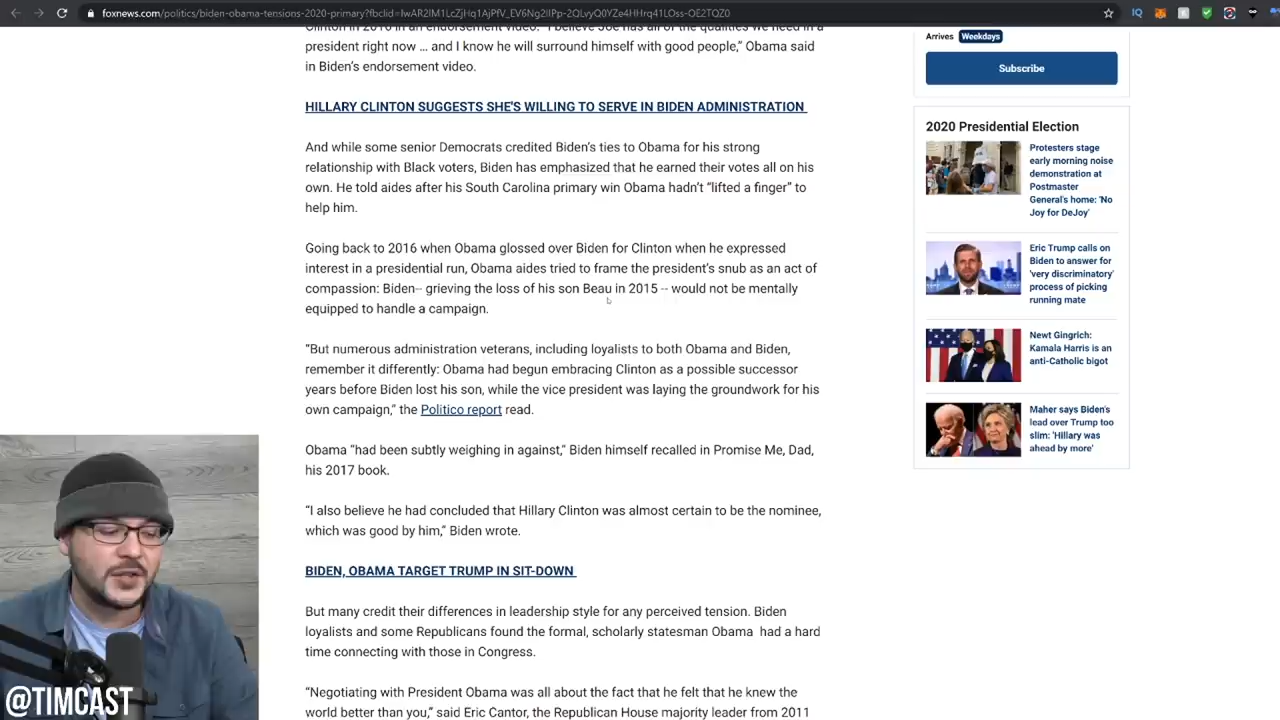 foxnews.com/politics/biden-obama-tensions-2020-primary?fbclid=IwAR2IM1LcZjHq1AjPfV_EV6Ng2IIPp-2QLvyQ0YZe4HHrq41LOss-OE2TQZ0
Clinton in 2016 in an endorsement video. "I believe Joe has all of the qualities we need in a
president right now … and I know he will surround himself with good people," Obama said
in Biden's endorsement video.
HILLARY CLINTON SUGGESTS SHE'S WILLING TO SERVE IN BIDEN ADMINISTRATION
And while some senior Democrats credited Biden's ties to Obama for his strong
relationship with Black voters, Biden has emphasized that he earned their votes all on his
own. He told aides after his South Carolina primary win Obama hadn't "lifted a finger" to
help him.
Going back to 2016 when Obama glossed over Biden for Clinton when he expressed
interest in a presidential run, Obama aides tried to frame the president's snub as an act of
compassion: Biden-- grieving the loss of his son Beau in 2015 -- would not be mentally
equipped to handle a campaign.
"But numerous administration veterans, including loyalists to both Obama and Biden,
remember it differently: Obama had begun embracing Clinton as a possible successor
years before Biden lost his son, while the vice president was laying the groundwork for his
own campaign," the Politico report read.
Obama "had been subtly weighing in against," Biden himself recalled in Promise Me, Dad,
his 2017 book.
"I also believe he had concluded that Hillary Clinton was almost certain to be the nominee,
which was good by him," Biden wrote.
BIDEN, OBAMA TARGET TRUMP IN SIT-DOWN
But many credit their differences in leadership style for any perceived tension. Biden
loyalists and some Republicans found the formal, scholarly statesman Obama had a hard
time connecting with those in Congress.
"Negotiating with President Obama was all about the fact that he felt that he knew the
world better than you," said Eric Cantor, the Republican House majority leader from 2011
Arrives Weekdays
Subscribe
2020 Presidential Election
Protesters stage
early morning noise
demonstration at
Postmaster
General's home: 'No
Joy for DeJoy'
Eric Trump calls on
Biden to answer for
'very discriminatory'
process of picking
running mate
Newt Gingrich:
Kamala Harris is an
anti-Catholic bigot
Maher says Biden's
lead over Trump too
slim: 'Hillary was
ahead by more'
@TIMCAST